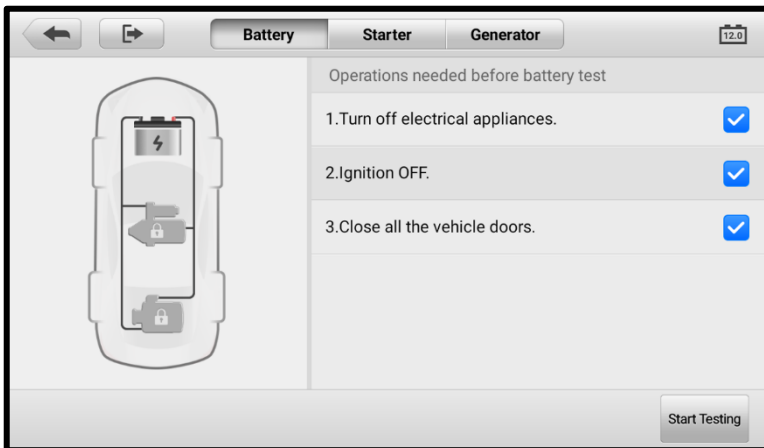 Battery
Starter
Generator
12.0
Operations needed before battery test
1.Turn off electrical appliances.
2.Ignition OFF.
3.Close all the vehicle doors.
Start Testing